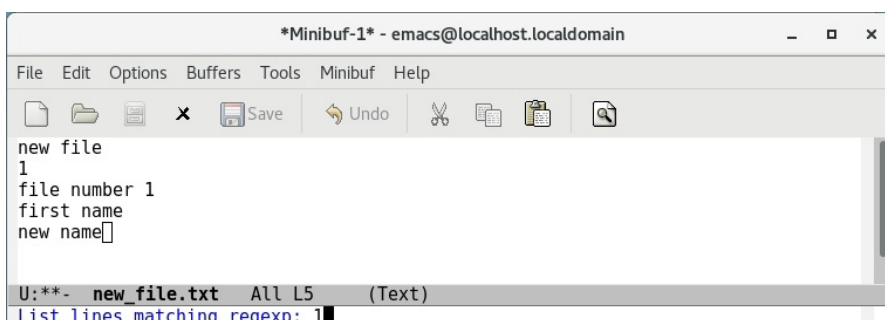 *Minibuf-1* - emacs@localhost.localdomain
File Edit Options Buffers Tools Minibuf Help
Save Undo
new file
1
file number 1
first name
new name
U:**-  new_file.txt   All L5      (Text)
List lines matching regexp: 1